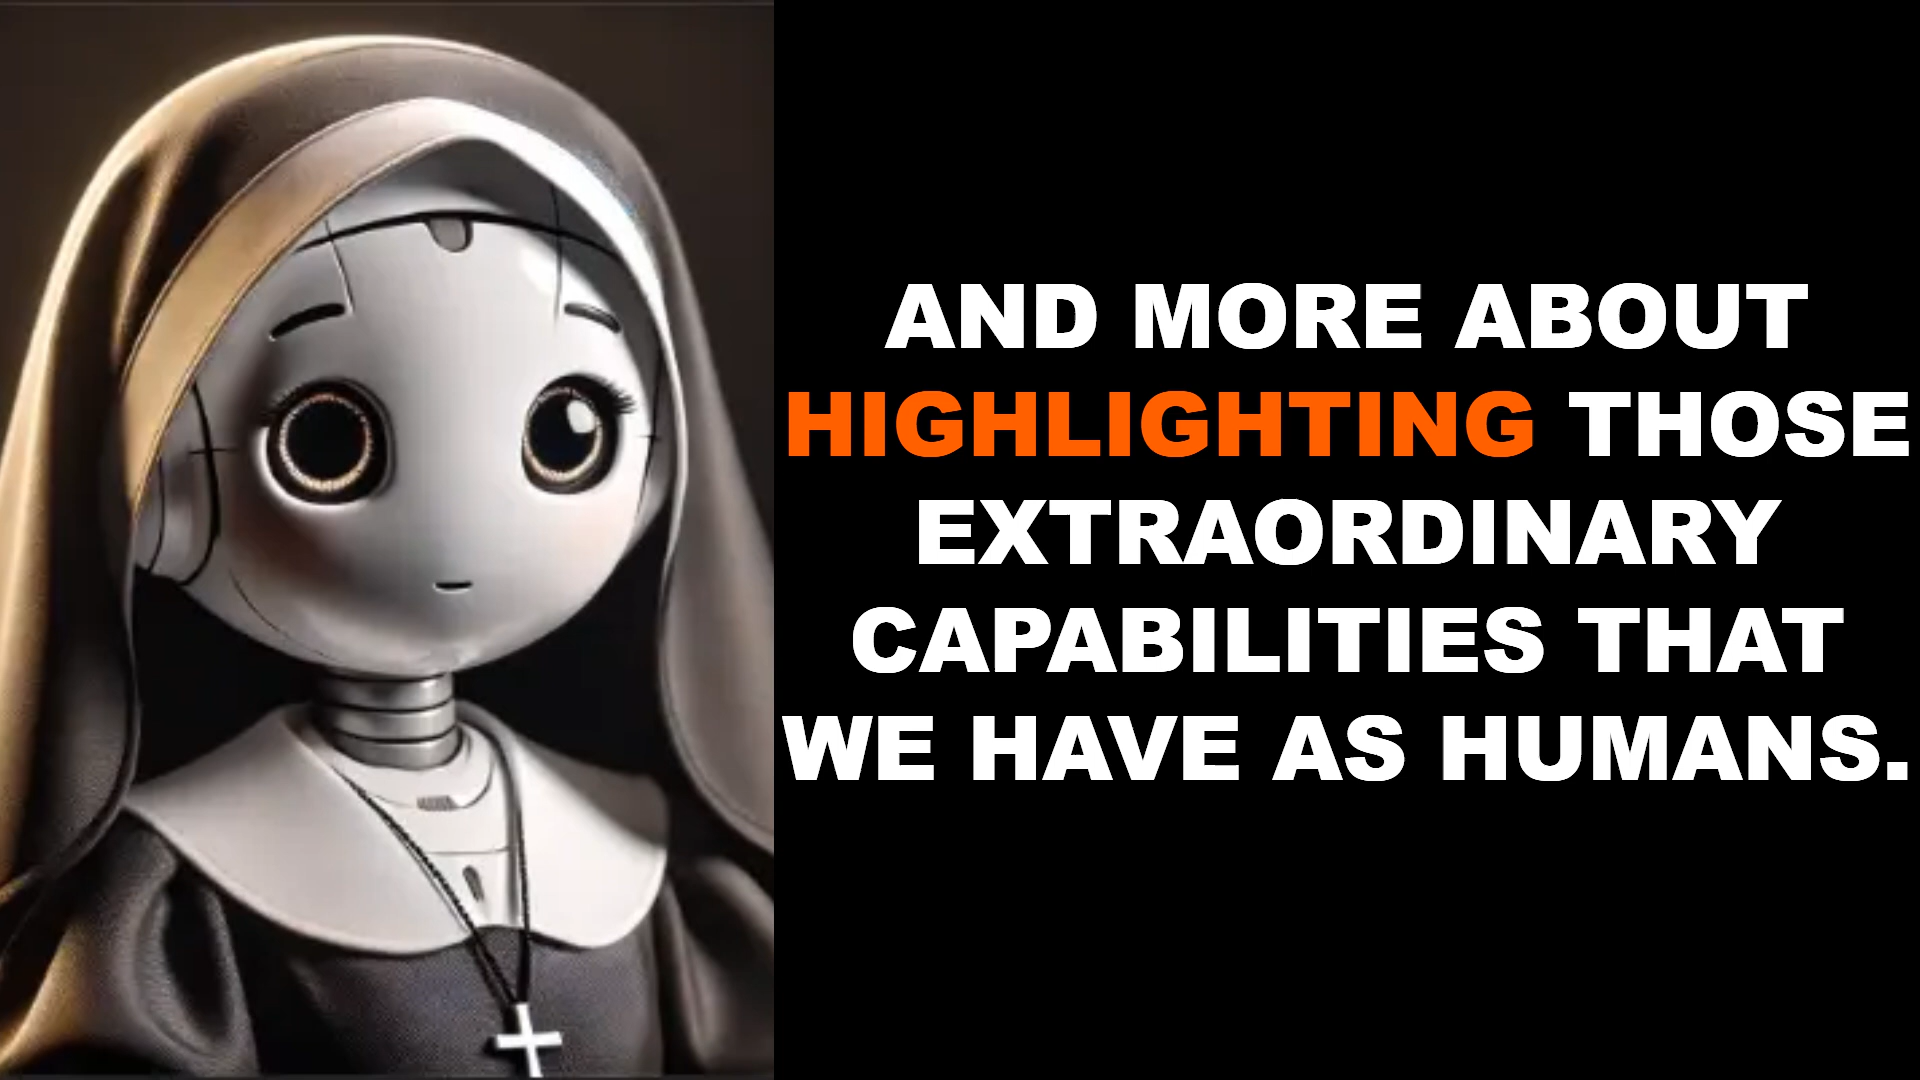 AND MORE ABOUT
HIGHLIGHTING THOSE
EXTRAORDINARY
CAPABILITIES THAT
WE HAVE AS HUMANS.